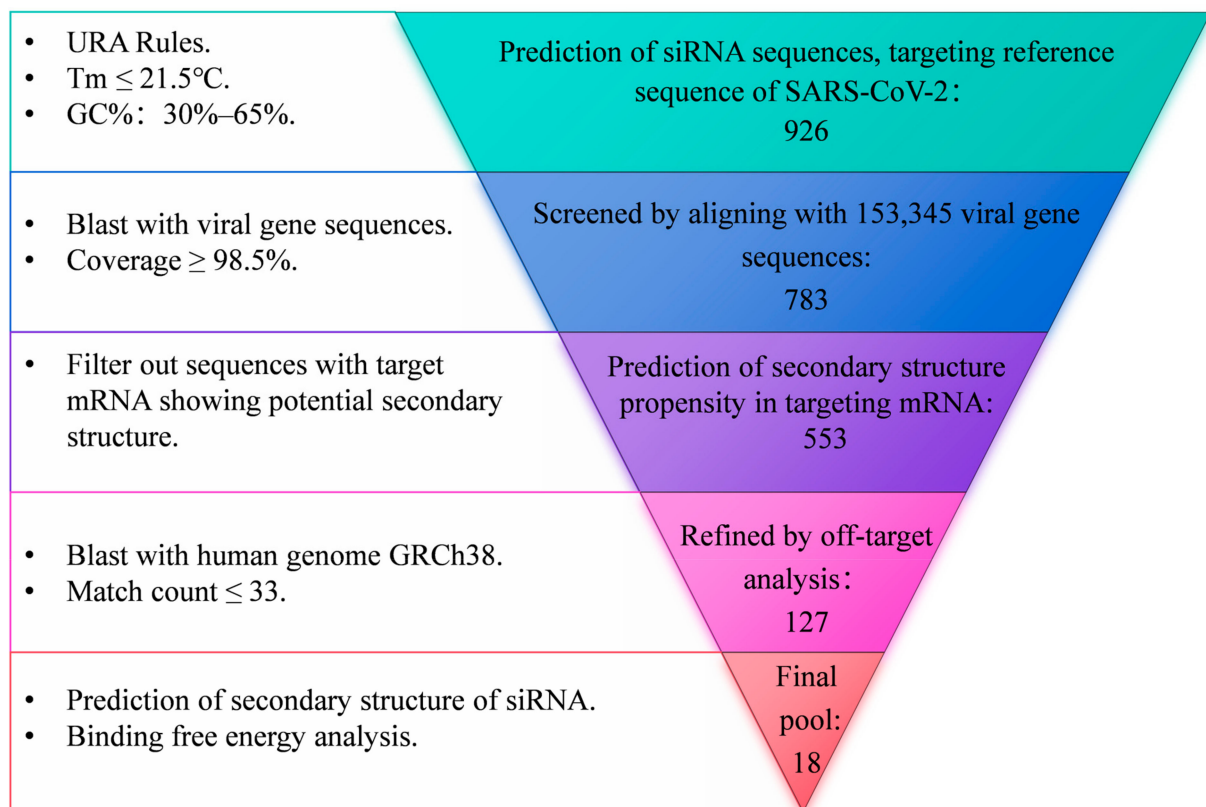 • URA Rules.
• Tm ≤ 21.5℃.
• GC%：30%–65%.
Prediction of siRNA sequences, targeting reference
sequence of SARS-CoV-2：
926
• Blast with viral gene sequences.
• Coverage ≥ 98.5%.
Screened by aligning with 153,345 viral gene
sequences:
783
• Filter out sequences with target
mRNA showing potential secondary
structure.
Prediction of secondary structure
propensity in targeting mRNA:
553
• Blast with human genome GRCh38.
• Match count ≤ 33.
Refined by off-target
analysis：
127
• Prediction of secondary structure of siRNA.
• Binding free energy analysis.
Final
pool:
18